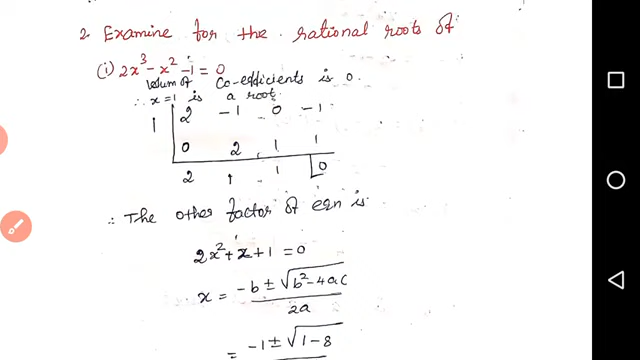 2. Examine for the rational roots of
(i) 2x³ - x² - 1 = 0
sum of co-efficients is 0.
∴ x = 1 is a root.
1 | 2 -1 0 -1
0 2 1 1
2 1 1 0
∴ The other factor of eqn is
2x² + x + 1 = 0
x = (-b ± √(b² - 4ac)) / 2a
= -1 ± √(1 - 8)